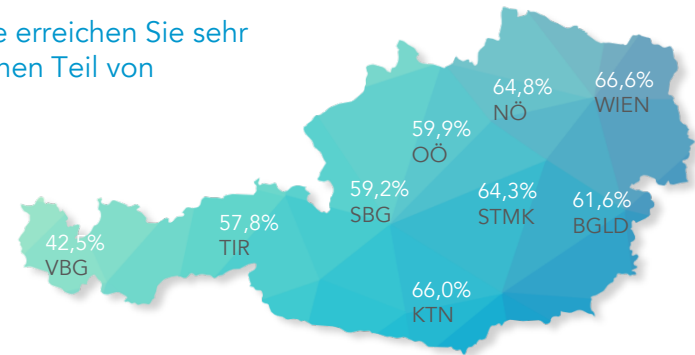 e erreichen Sie sehr
nen Teil von
64,8%
NÖ
66,6%
WIEN
59,9%
OÖ
59,2%
SBG
64,3%
STMK
61,6%
BGLD
57,8%
TIR
42,5%
VBG
66,0%
KTN